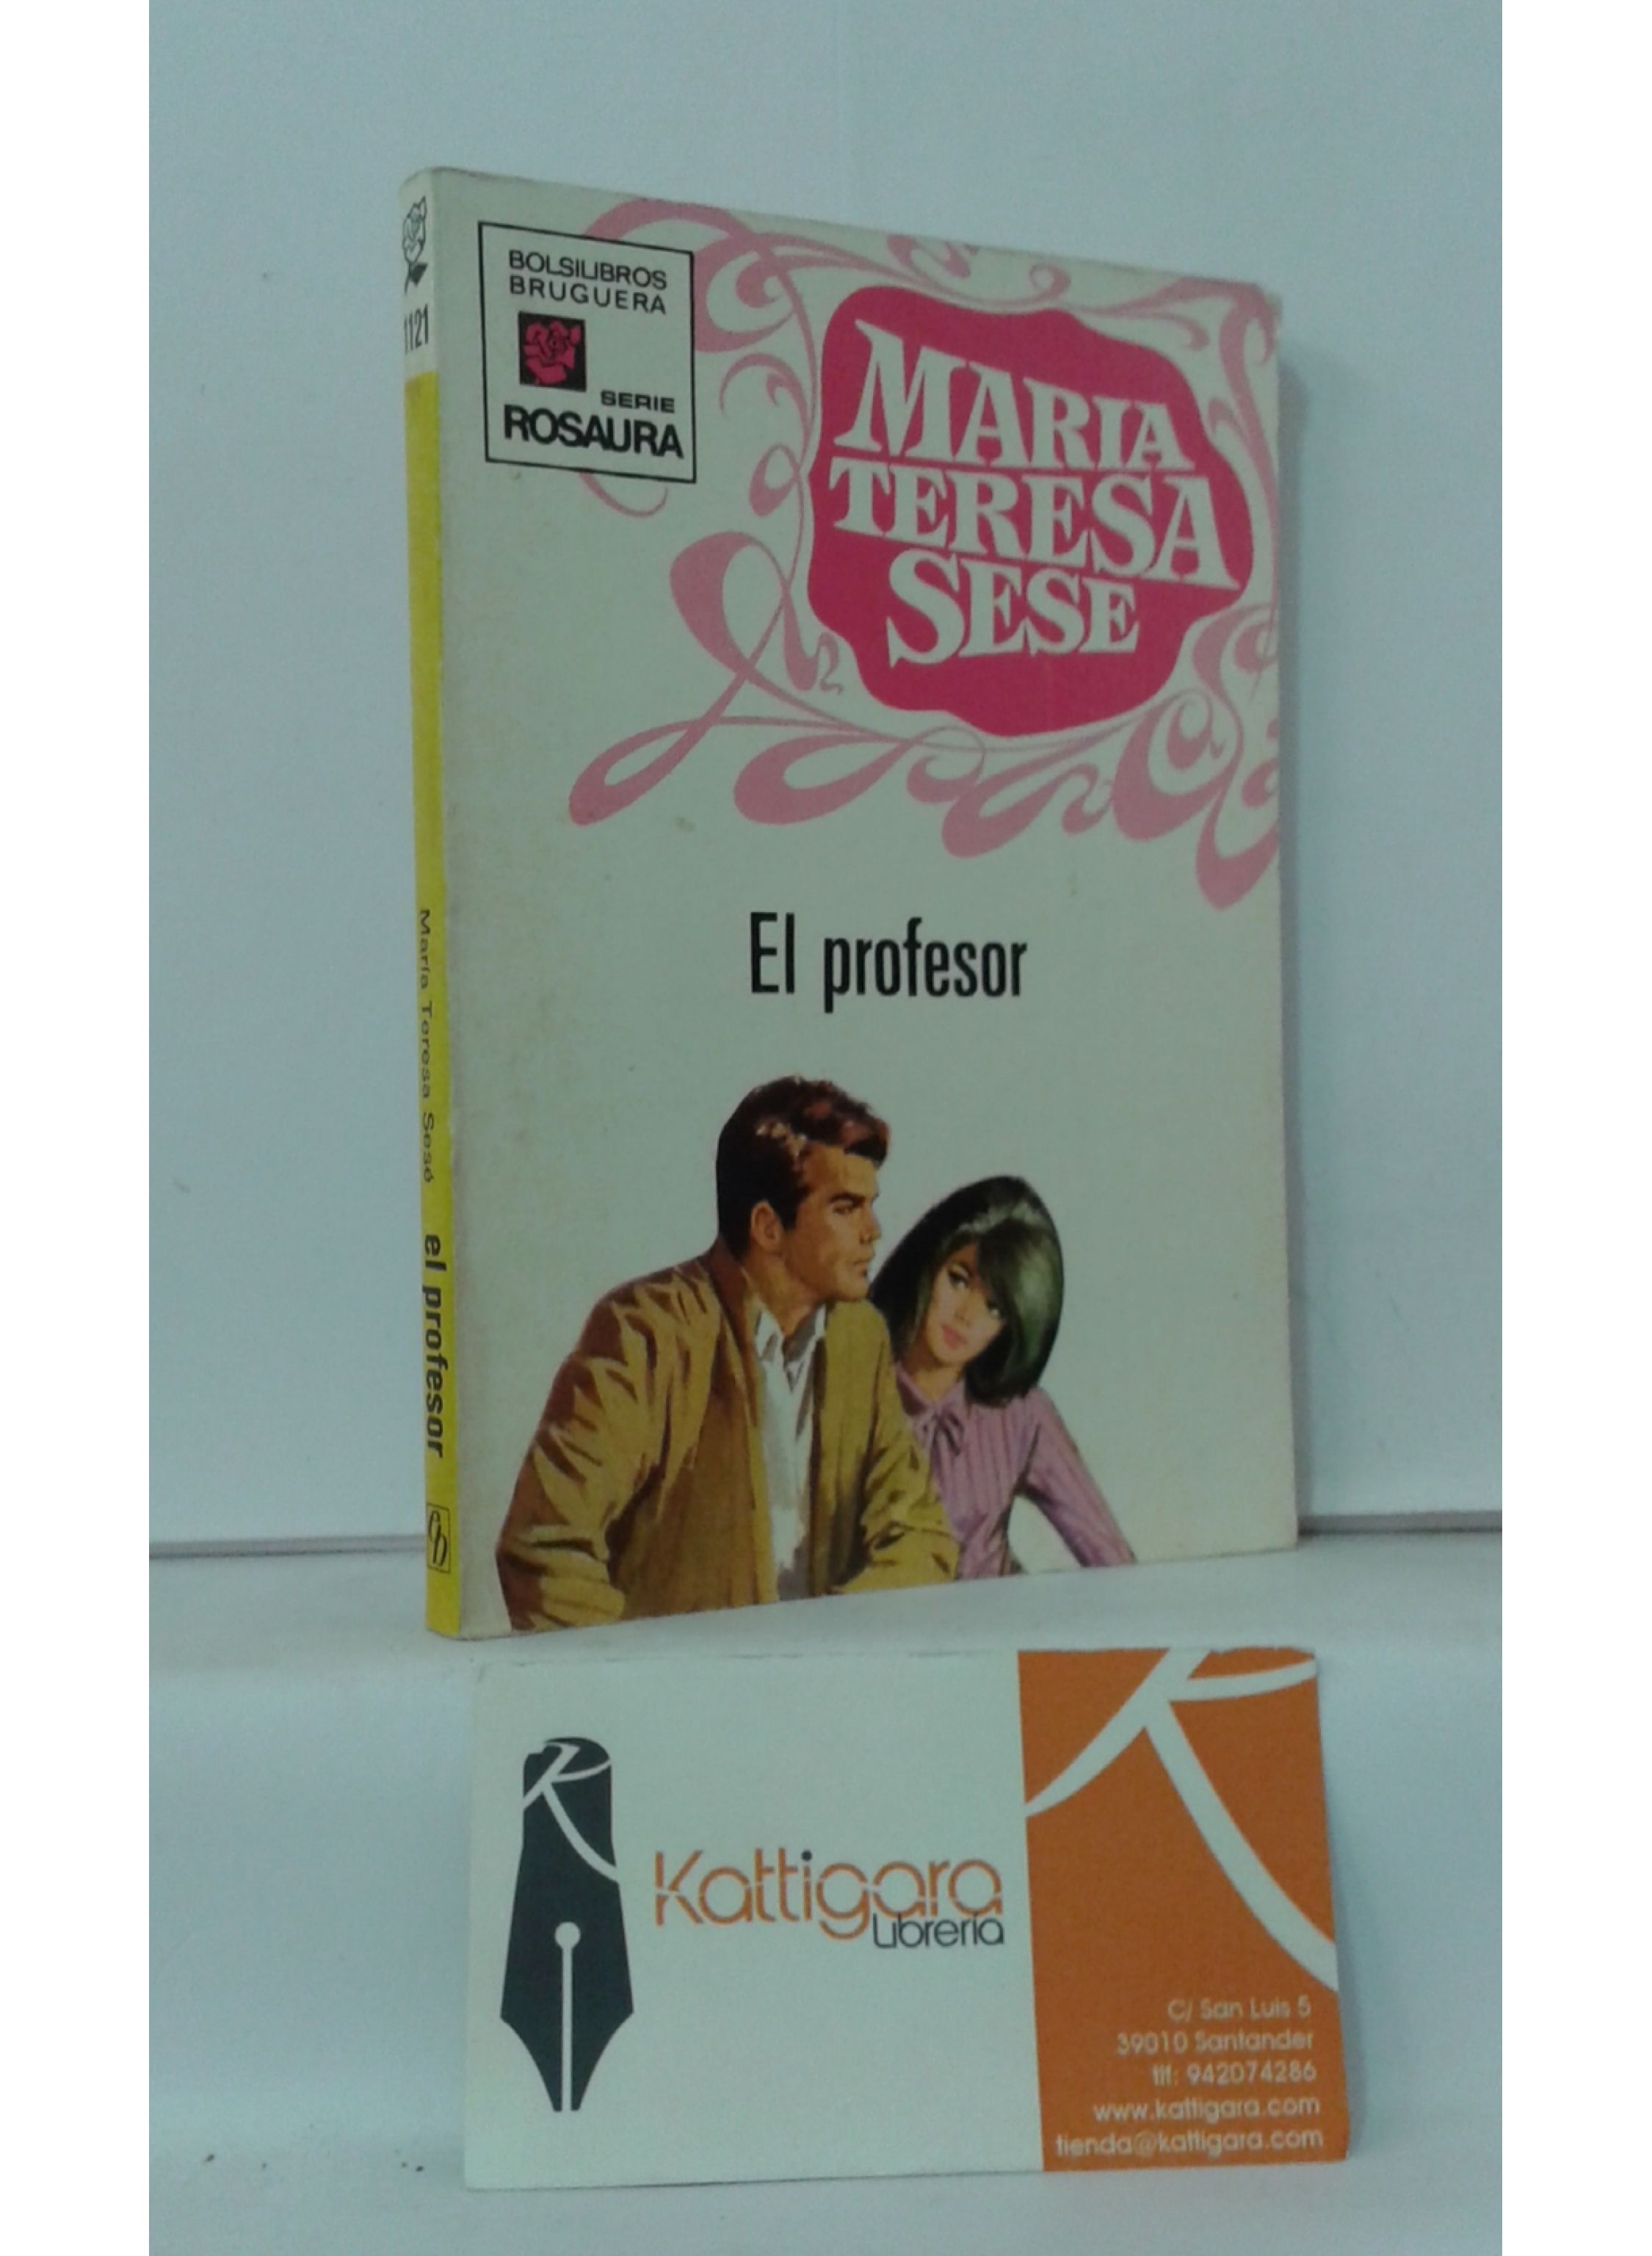 1121
María Teresa Sesé el profesor
BOLSILIBROS
BRUGUERA
SERIE
ROSAURA
MARIA
TERESA
SESE
El profesor
K
Kattigara
Librería
C/ San Luis 5
39010 Santander
tlf: 942074286
www.kattigara.com
tienda@kattigara.com